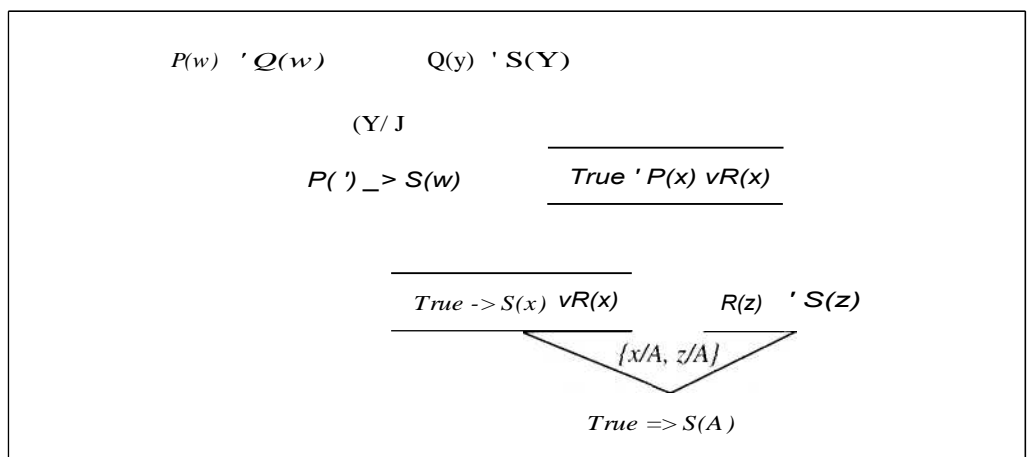 P(w) ' Q(w) Q(y) ' S(Y)
(Y/ J
P( ') _> S(w) True ' P(x) vR(x)
True -> S(x) vR(x) R(z) ' S(z)
{x/A, z/A}
True => S(A)